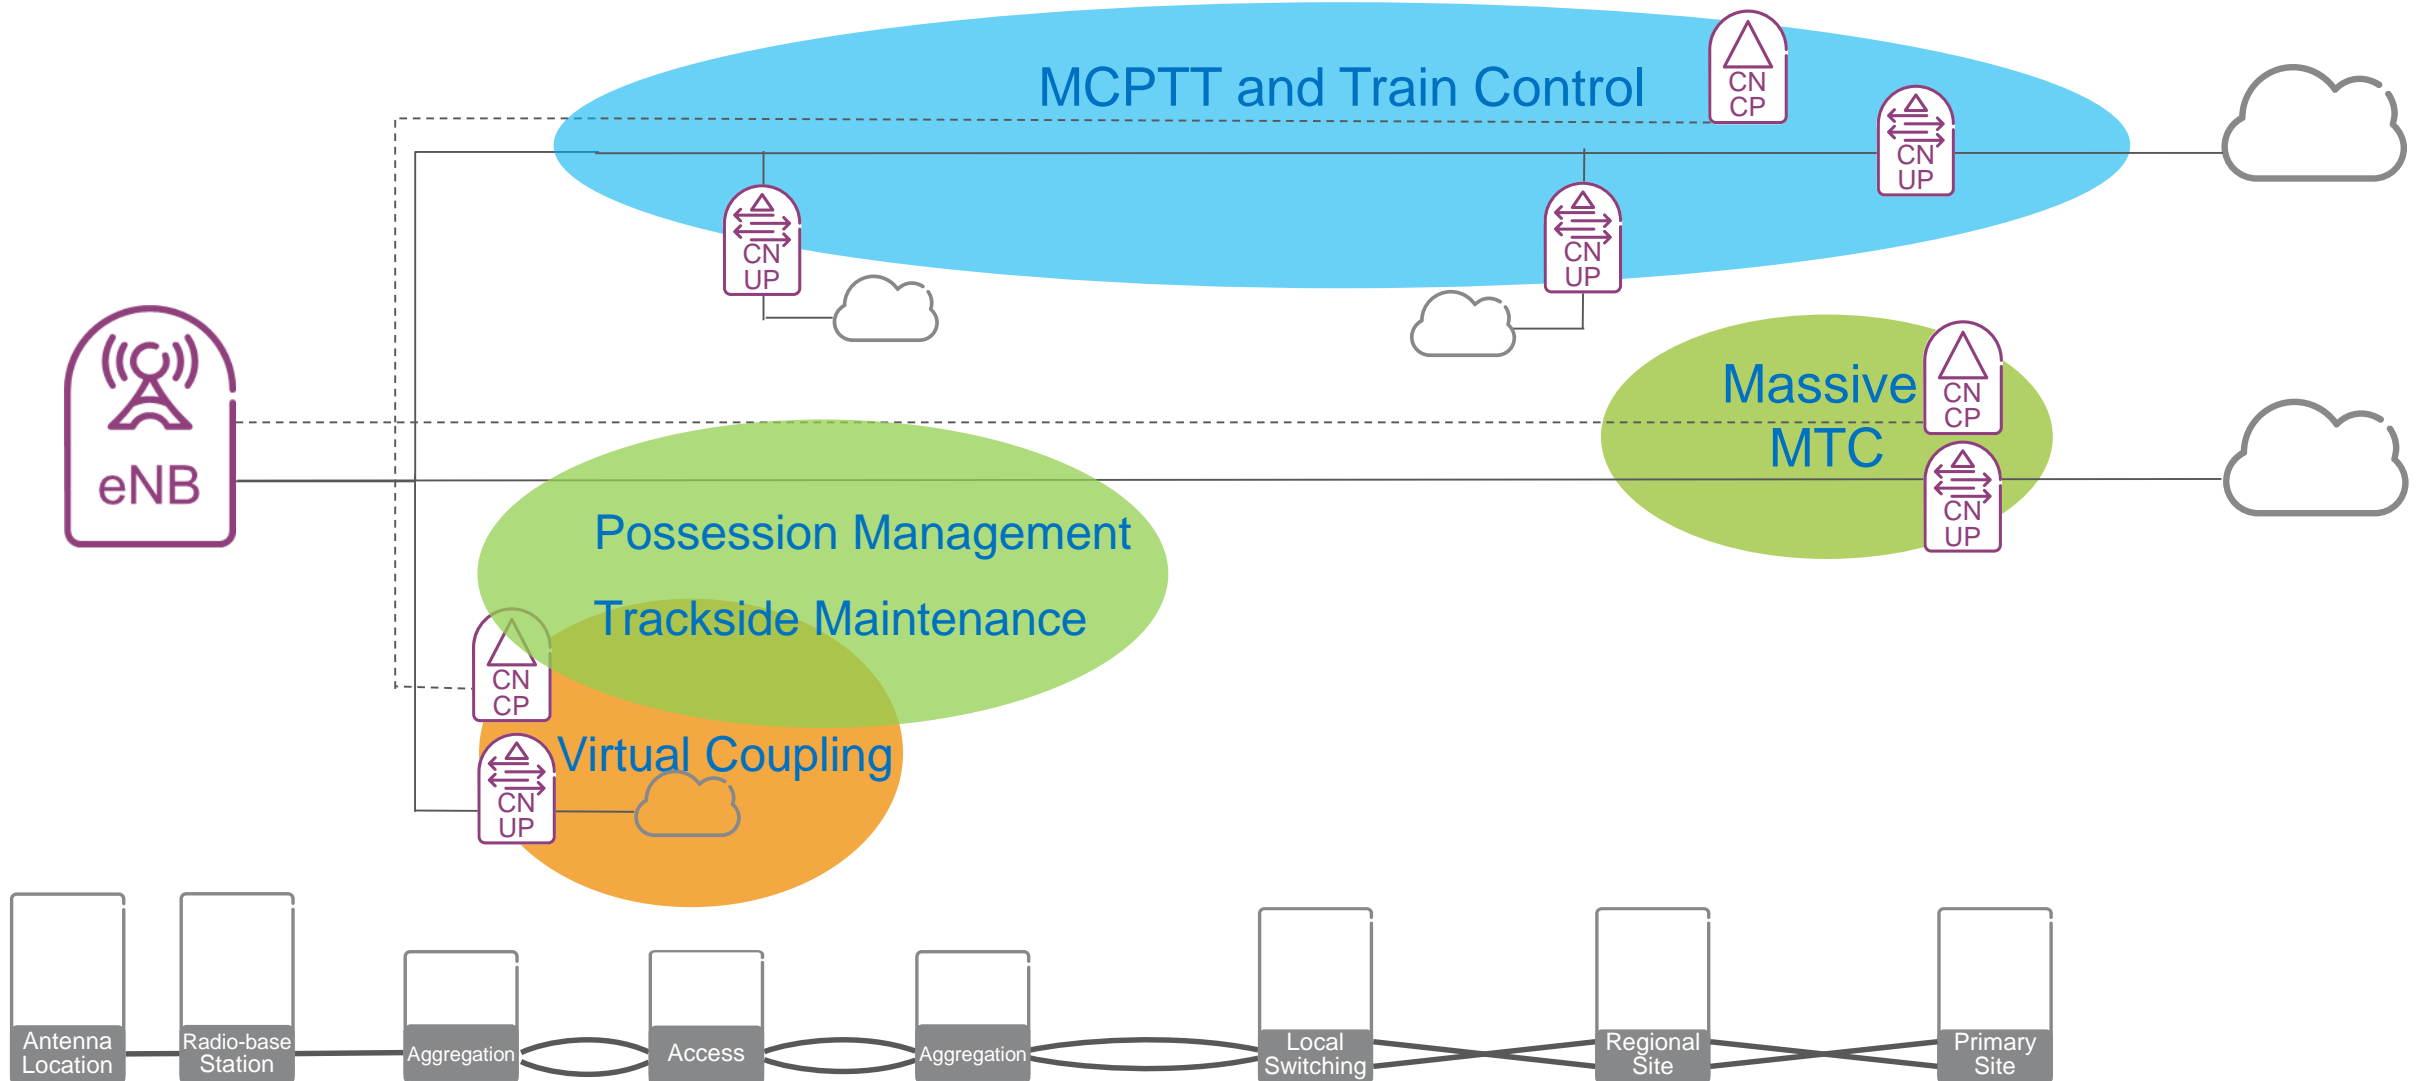 MCPTT and Train Control
CN
CP
CN
UP
CN
UP
CN
UP
eNB
Massive
MTC
CN
CP
CN
UP
Possession Management
Trackside Maintenance
CN
CP
Virtual Coupling
CN
UP
Antenna
Location
Radio-base
Station
Aggregation
Access
Aggregation
Local
Switching
Regional
Site
Primary
Site